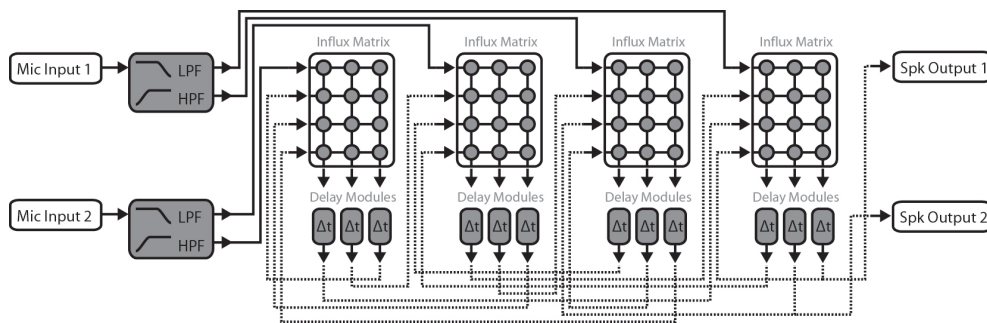 Influx Matrix
Influx Matrix
Influx Matrix
Influx Matrix
Mic Input 1
LPF
HPF
Spk Output 1
Delay Modules
Delay Modules
Delay Modules
Delay Modules
Mic Input 2
LPF
HPF
Δt Δt Δt
Δt Δt Δt
Δt Δt Δt
Δt Δt Δt
Spk Output 2